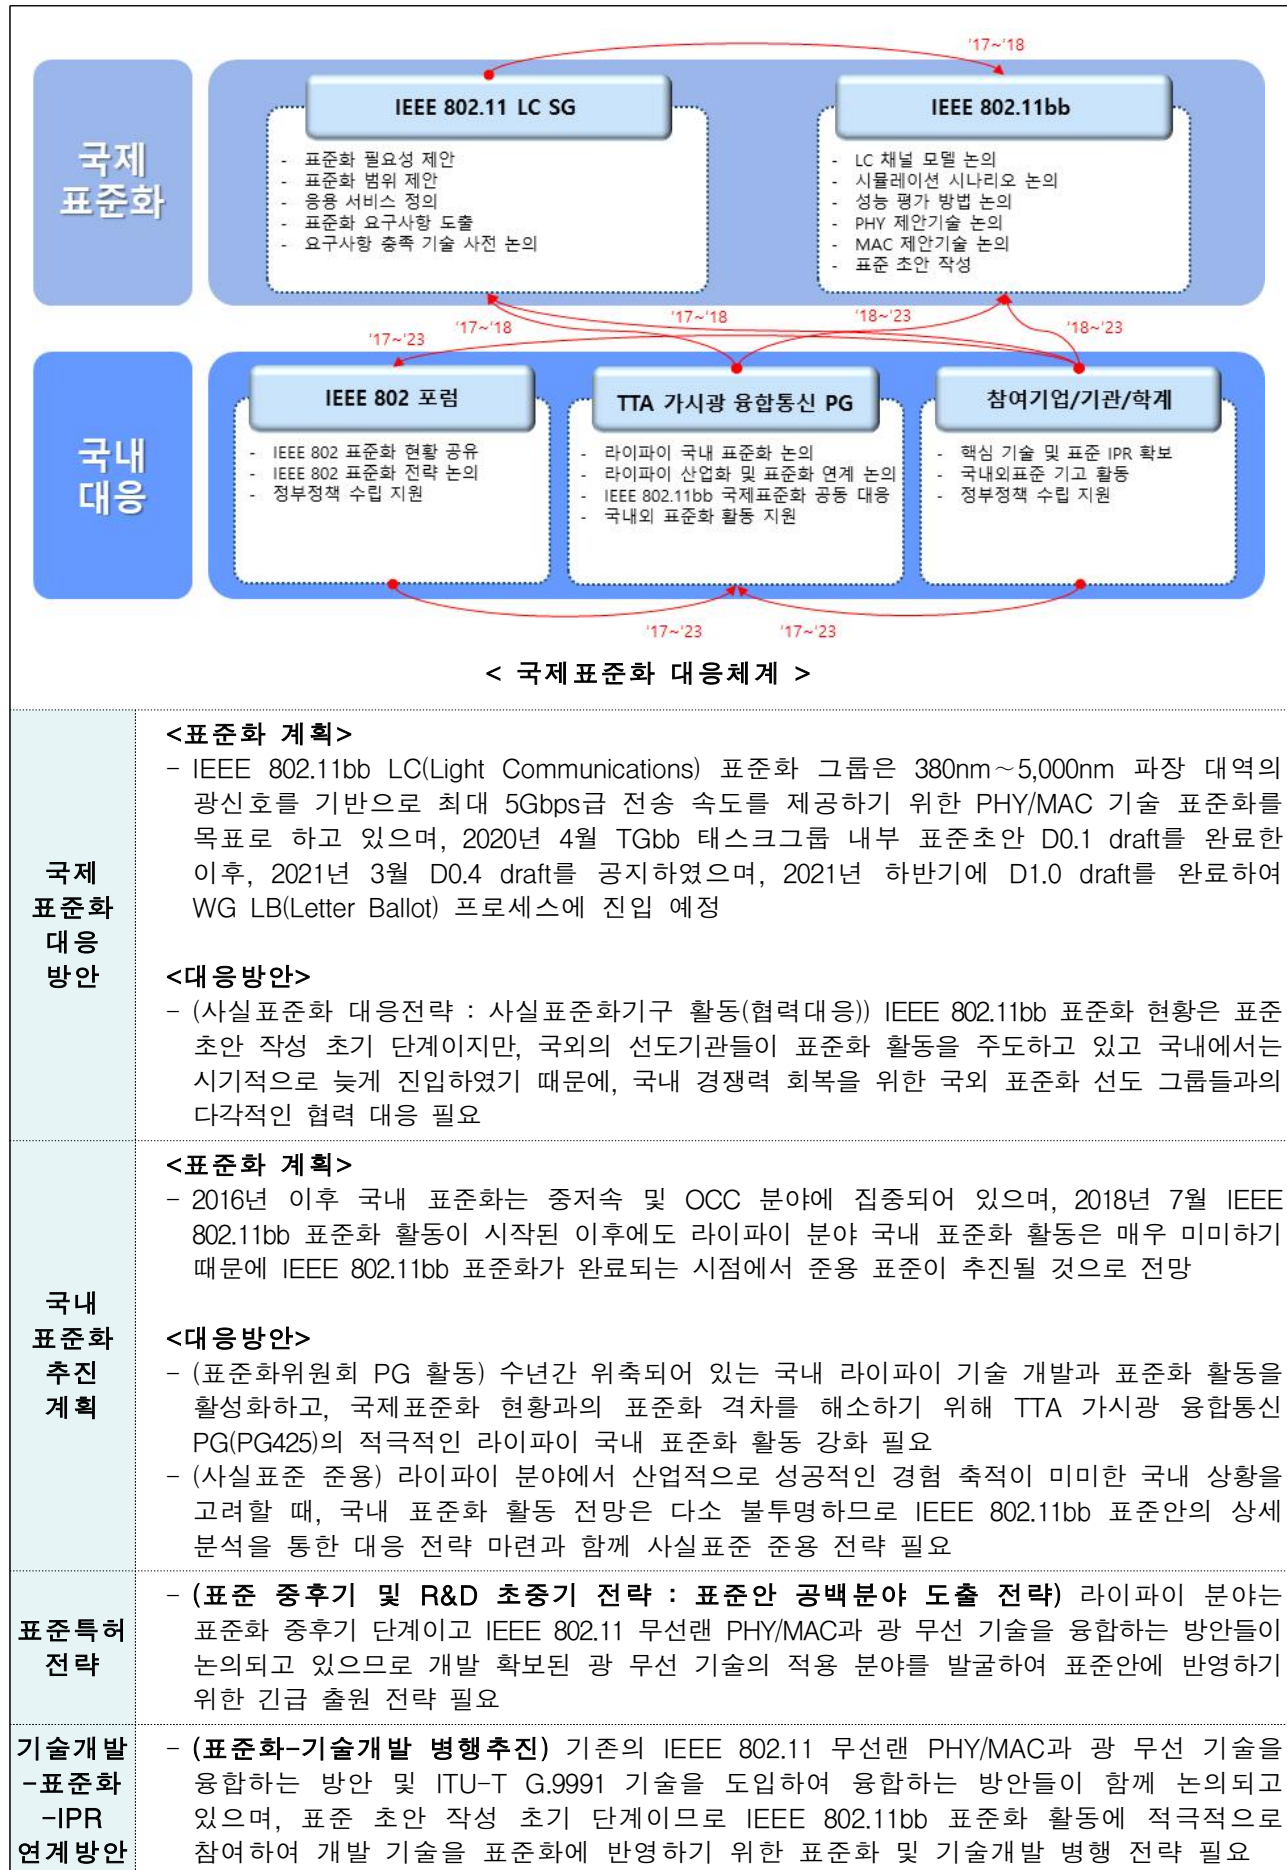 '17~'18
국제
표준화
IEEE 802.11 LC SG
- 표준화 필요성 제안
- 표준화 범위 제안
- 응용 서비스 정의
- 표준화 요구사항 도출
- 요구사항 충족 기술 사전 논의
IEEE 802.11bb
- LC 채널 모델 논의
- 시뮬레이션 시나리오 논의
- 성능 평가 방법 논의
- PHY 제안기술 논의
- MAC 제안기술 논의
- 표준 초안 작성
'17~'23
'17~'18
'17~'18
'18~'23
'18~'23
국내
대응
IEEE 802 포럼
- IEEE 802 표준화 현황 공유
- IEEE 802 표준화 전략 논의
- 정부정책 수립 지원
TTA 가시광 융합통신 PG
- 라이파이 국내 표준화 논의
- 라이파이 산업화 및 표준화 연계 논의
- IEEE 802.11bb 국제표준화 공동 대응
- 국내외 표준화 활동 지원
참여기업/기관/학계
- 핵심 기술 및 표준 IPR 확보
- 국내외표준 기고 활동
- 정부정책 수립 지원
'17~'23
'17~'23
< 국제표준화 대응체계 >
국제
표준화
대응
방안
<표준화 계획>
- IEEE 802.11bb LC(Light Communications) 표준화 그룹은 380nm～5,000nm 파장 대역의
광신호를 기반으로 최대 5Gbps급 전송 속도를 제공하기 위한 PHY/MAC 기술 표준화를
목표로 하고 있으며, 2020년 4월 TGbb 태스크그룹 내부 표준초안 D0.1 draft를 완료한
이후, 2021년 3월 D0.4 draft를 공지하였으며, 2021년 하반기에 D1.0 draft를 완료하여
WG LB(Letter Ballot) 프로세스에 진입 예정
<대응방안>
- (사실표준화 대응전략 : 사실표준화기구 활동(협력대응)) IEEE 802.11bb 표준화 현황은 표준
초안 작성 초기 단계이지만, 국외의 선도기관들이 표준화 활동을 주도하고 있고 국내에서는
시기적으로 늦게 진입하였기 때문에, 국내 경쟁력 회복을 위한 국외 표준화 선도 그룹들과의
다각적인 협력 대응 필요
국내
표준화
추진
계획
<표준화 계획>
- 2016년 이후 국내 표준화는 중저속 및 OCC 분야에 집중되어 있으며, 2018년 7월 IEEE
802.11bb 표준화 활동이 시작된 이후에도 라이파이 분야 국내 표준화 활동은 매우 미미하기
때문에 IEEE 802.11bb 표준화가 완료되는 시점에서 준용 표준이 추진될 것으로 전망
<대응방안>
- (표준화위원회 PG 활동) 수년간 위축되어 있는 국내 라이파이 기술 개발과 표준화 활동을
활성화하고, 국제표준화 현황과의 표준화 격차를 해소하기 위해 TTA 가시광 융합통신
PG(PG425)의 적극적인 라이파이 국내 표준화 활동 강화 필요
- (사실표준 준용) 라이파이 분야에서 산업적으로 성공적인 경험 축적이 미미한 국내 상황을
고려할 때, 국내 표준화 활동 전망은 다소 불투명하므로 IEEE 802.11bb 표준안의 상세
분석을 통한 대응 전략 마련과 함께 사실표준 준용 전략 필요
표준특허
전략
- (표준 중후기 및 R&D 초중기 전략 : 표준안 공백분야 도출 전략) 라이파이 분야는
표준화 중후기 단계이고 IEEE 802.11 무선랜 PHY/MAC과 광 무선 기술을 융합하는 방안들이
논의되고 있으므로 개발 확보된 광 무선 기술의 적용 분야를 발굴하여 표준안에 반영하기
위한 긴급 출원 전략 필요
기술개발
-표준화
-IPR
연계방안
- (표준화-기술개발 병행추진) 기존의 IEEE 802.11 무선랜 PHY/MAC과 광 무선 기술을
융합하는 방안 및 ITU-T G.9991 기술을 도입하여 융합하는 방안들이 함께 논의되고
있으며, 표준 초안 작성 초기 단계이므로 IEEE 802.11bb 표준화 활동에 적극적으로
참여하여 개발 기술을 표준화에 반영하기 위한 표준화 및 기술개발 병행 전략 필요